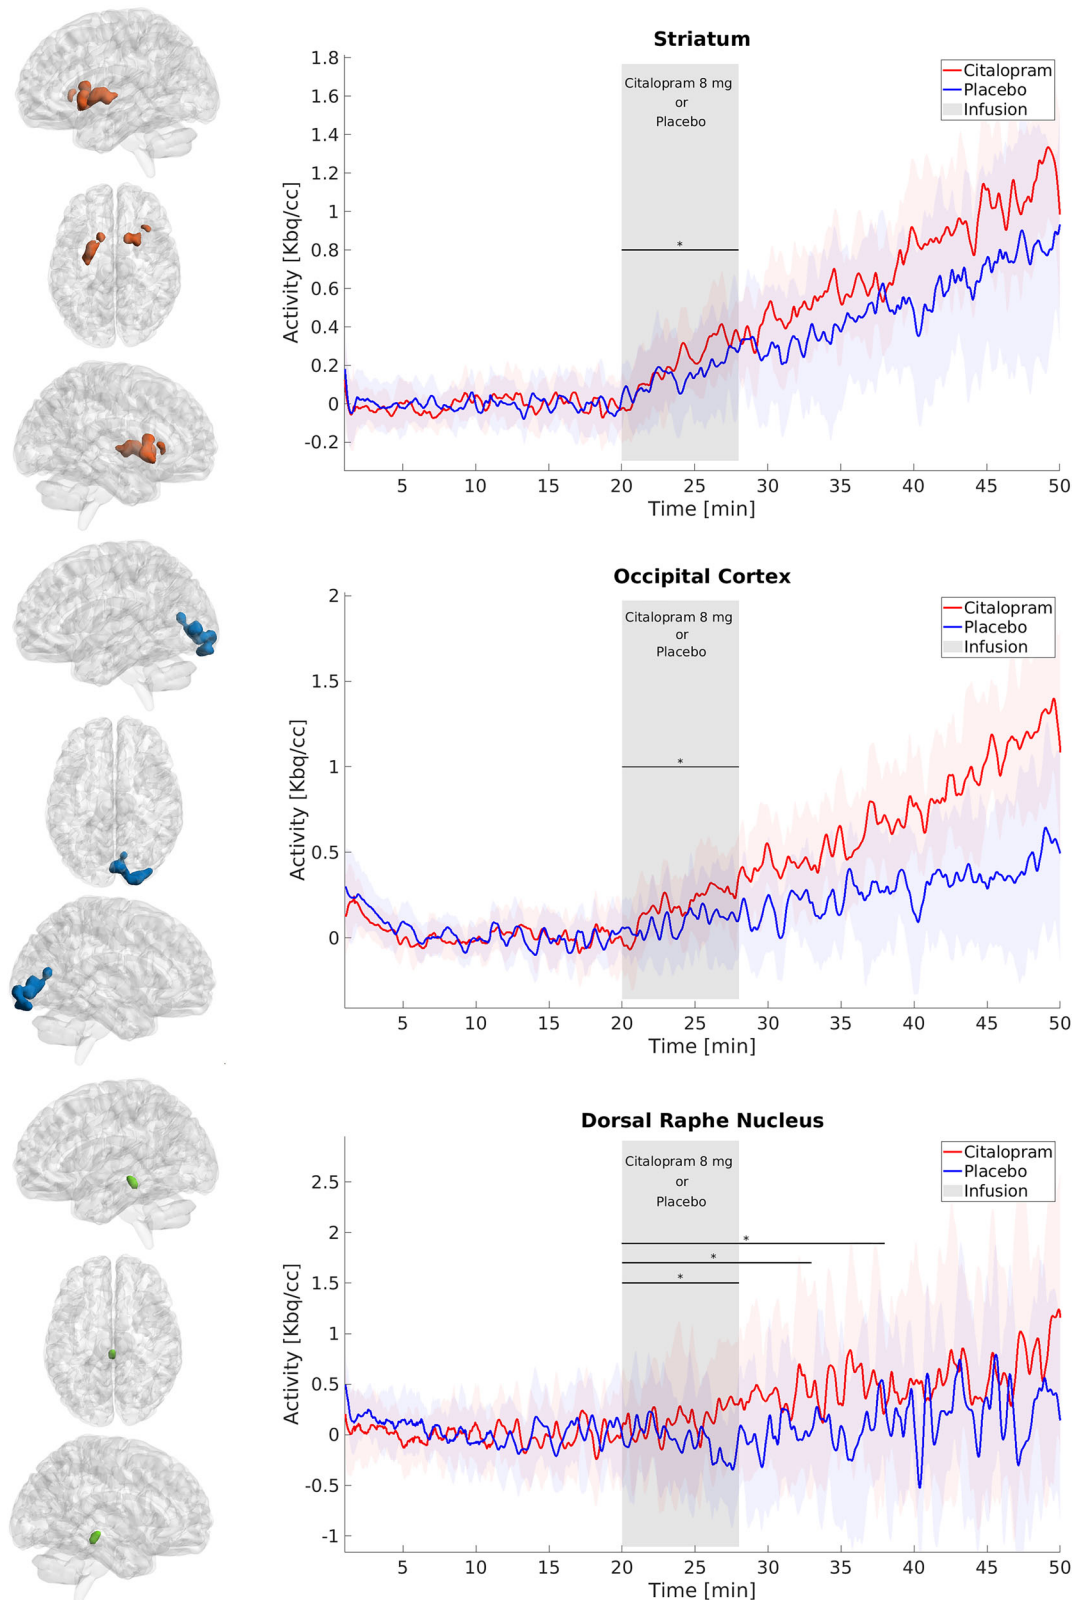 Striatum
1.8
1.6
1.4
1.2
1
0.8
0.6
0.4
0.2
0
-0.2
Activity [Kbq/cc]
Citalopram 8 mg
or
Placebo
*
Citalopram
Placebo
Infusion
5 10 15 20 25 30 35 40 45 50
Time [min]
Occipital Cortex
2
1.5
1
0.5
0
Activity [Kbq/cc]
Citalopram 8 mg
or
Placebo
*
Citalopram
Placebo
Infusion
5 10 15 20 25 30 35 40 45 50
Time [min]
Dorsal Raphe Nucleus
2.5
2
1.5
1
0.5
0
-0.5
-1
Activity [Kbq/cc]
Citalopram 8 mg
or
Placebo
*
*
*
Citalopram
Placebo
Infusion
5 10 15 20 25 30 35 40 45 50
Time [min]